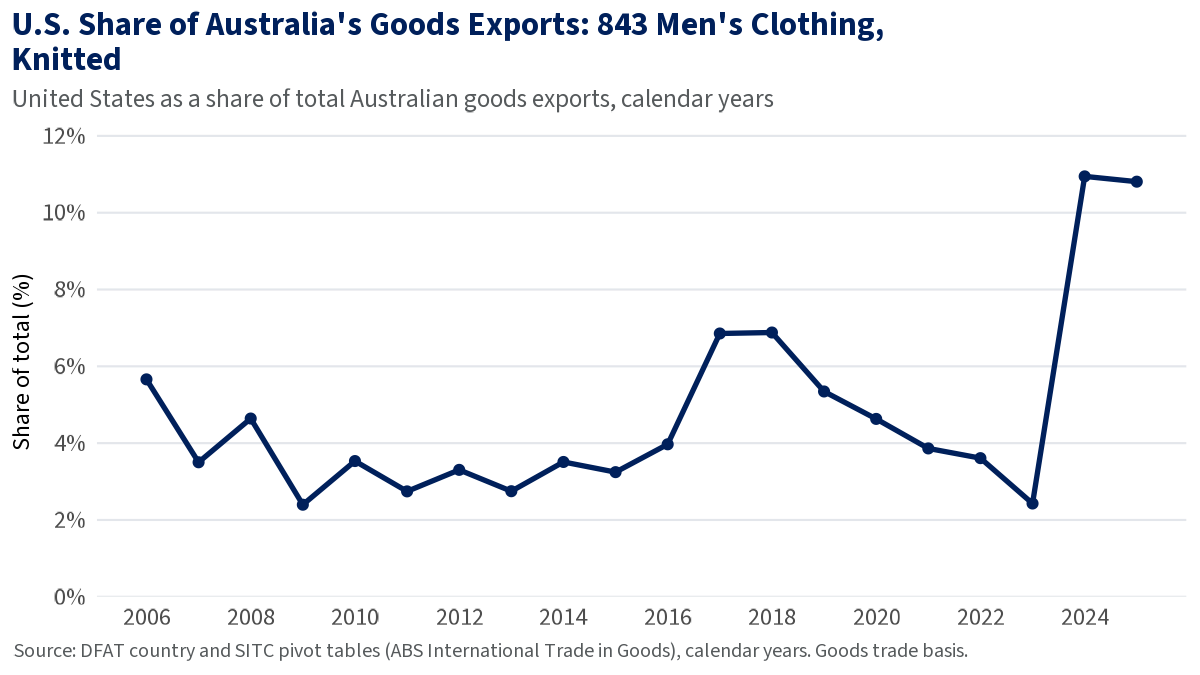 U.S. Share of Australia's Goods Exports: 843 Men's Clothing,
Knitted
United States as a share of total Australian goods exports, calendar years
Share of total (%)
12%
10%
8%
6%
4%
2%
0%
2006 2008 2010 2012 2014 2016 2018 2020 2022 2024
Source: DFAT country and SITC pivot tables (ABS International Trade in Goods), calendar years. Goods trade basis.